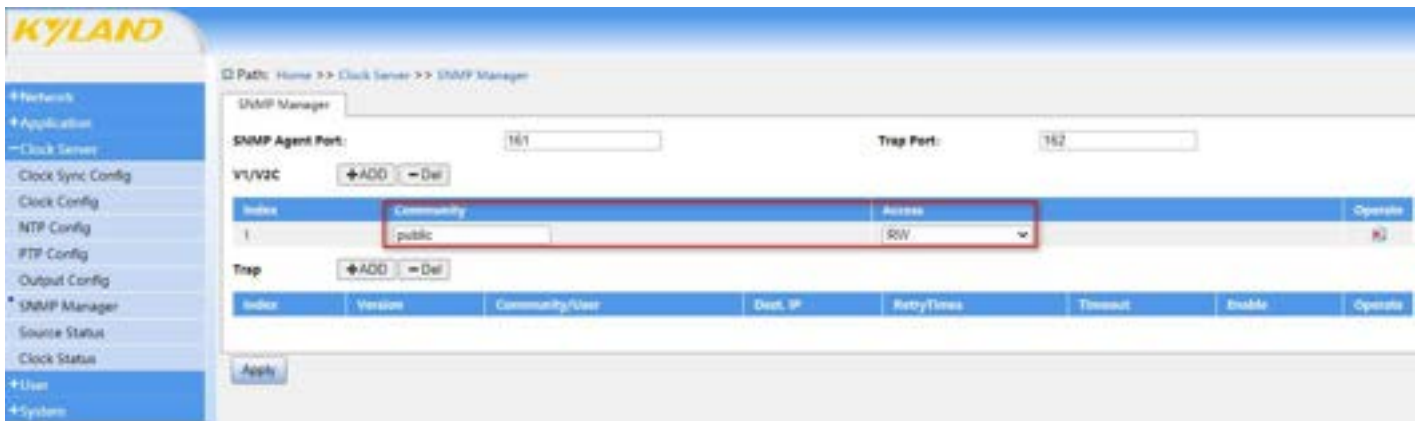 KYLAND
Path: Home >> Clock Server >> SNMP Manager
+Network
+Application
−Clock Server
Clock Sync Config
Clock Config
NTP Config
PTP Config
Output Config
SNMP Manager
Source Status
Clock Status
+User
+System
SNMP Manager
SNMP Agent Port: 161 Trap Port: 162
V1/V2C +ADD −Del
Index Community Access Operate
1 public RW
Trap +ADD −Del
Index Version Community/User Dest. IP RetryTimes Timeout Enable Operate
Apply